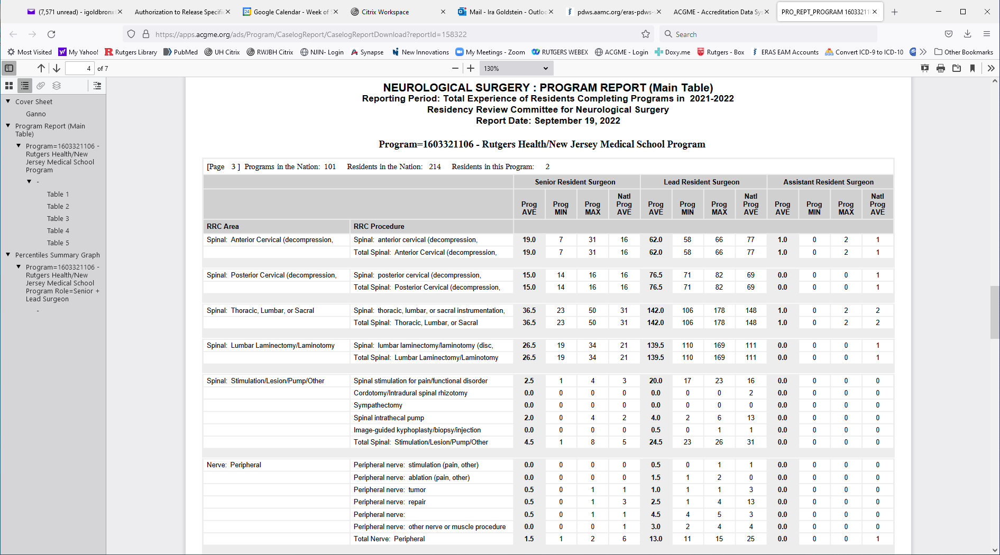 (7,571 unread) - igoldbronx Authorization to Release Specifi Google Calendar - Week of S Citrix Workspace Mail - Ira Goldstein - Outloo pdws.aamc.org/eras-pdws- ACGME - Accreditation Data Sys PRO_REPT_PROGRAM 16033211
https://apps.acgme.org/ads/Program/CaselogReport/CaselogReportDownload?reportId=158322 Search
Most Visited My Yahoo! Rutgers Library PubMed UH Citrix RWJBH Citrix NJIN- Login Synapse New Innovations My Meetings - Zoom RUTGERS WEBEX ACGME - Login Doxy.me Rutgers - Box ERAS EAM Accounts Convert ICD-9 to ICD-10 Other Bookmarks
4 of 7 130%
Cover Sheet
Ganno
Program Report (Main
Table)
Program=1603321106 -
Rutgers Health/New
Jersey Medical School
Program
-
Table 1
Table 2
Table 3
Table 4
Table 5
Percentiles Summary Graph
Program=1603321106 -
Rutgers Health/New
Jersey Medical School
Program Role=Senior +
Lead Surgeon
-
NEUROLOGICAL SURGERY : PROGRAM REPORT (Main Table)
Reporting Period: Total Experience of Residents Completing Programs in 2021-2022
Residency Review Committee for Neurological Surgery
Report Date: September 19, 2022
Program=1603321106 - Rutgers Health/New Jersey Medical School Program
[Page 3 ] Programs in the Nation: 101 Residents in the Nation: 214 Residents in this Program: 2
Senior Resident Surgeon Lead Resident Surgeon Assistant Resident Surgeon
Natl Natl Natl
Prog Prog Prog Prog Prog Prog Prog Prog Prog Prog Prog Prog
AVE MIN MAX AVE AVE MIN MAX AVE AVE MIN MAX AVE
RRC Area RRC Procedure
Spinal: Anterior Cervical (decompression, Spinal: anterior cervical (decompression, 19.0 7 31 16 62.0 58 66 77 1.0 0 2 1
Total Spinal: Anterior Cervical (decompression, 19.0 7 31 16 62.0 58 66 77 1.0 0 2 1
Spinal: Posterior Cervical (decompression, Spinal: posterior cervical (decompression, 15.0 14 16 16 76.5 71 82 69 0.0 0 0 1
Total Spinal: Posterior Cervical (decompression, 15.0 14 16 16 76.5 71 82 69 0.0 0 0 1
Spinal: Thoracic, Lumbar, or Sacral Spinal: thoracic, lumbar, or sacral instrumentation, 36.5 23 50 31 142.0 106 178 148 1.0 0 2 2
Total Spinal: Thoracic, Lumbar, or Sacral 36.5 23 50 31 142.0 106 178 148 1.0 0 2 2
Spinal: Lumbar Laminectomy/Laminotomy Spinal: lumbar laminectomy/laminotomy (disc, 26.5 19 34 21 139.5 110 169 111 0.0 0 0 1
Total Spinal: Lumbar Laminectomy/Laminotomy 26.5 19 34 21 139.5 110 169 111 0.0 0 0 1
Spinal: Stimulation/Lesion/Pump/Other Spinal stimulation for pain/functional disorder 2.5 1 4 3 20.0 17 23 16 0.0 0 0 0
Cordotomy/Intradural spinal rhizotomy 0.0 0 0 0 0.0 0 0 2 0.0 0 0 0
Sympathectomy 0.0 0 0 0 0.0 0 0 0 0.0 0 0 0
Spinal intrathecal pump 2.0 0 4 2 4.0 2 6 13 0.0 0 0 0
Image-guided kyphoplasty/biopsy/injection 0.0 0 0 0 0.5 0 1 1 0.0 0 0 0
Total Spinal: Stimulation/Lesion/Pump/Other 4.5 1 8 5 24.5 23 26 31 0.0 0 0 0
Nerve: Peripheral Peripheral nerve: stimulation (pain, other) 0.0 0 0 0 0.5 0 1 1 0.0 0 0 0
Peripheral nerve: ablation (pain, other) 0.0 0 0 0 1.5 1 2 0 0.0 0 0 0
Peripheral nerve: tumor 0.5 0 1 1 1.0 1 1 3 0.0 0 0 0
Peripheral nerve: repair 0.5 0 1 3 2.5 1 4 13 0.0 0 0 0
Peripheral nerve: 0.5 0 1 1 4.5 4 5 3 0.0 0 0 0
Peripheral nerve: other nerve or muscle procedure 0.0 0 0 1 3.0 2 4 4 0.0 0 0 0
Total Nerve: Peripheral 1.5 1 2 6 13.0 11 15 25 0.0 0 0 1